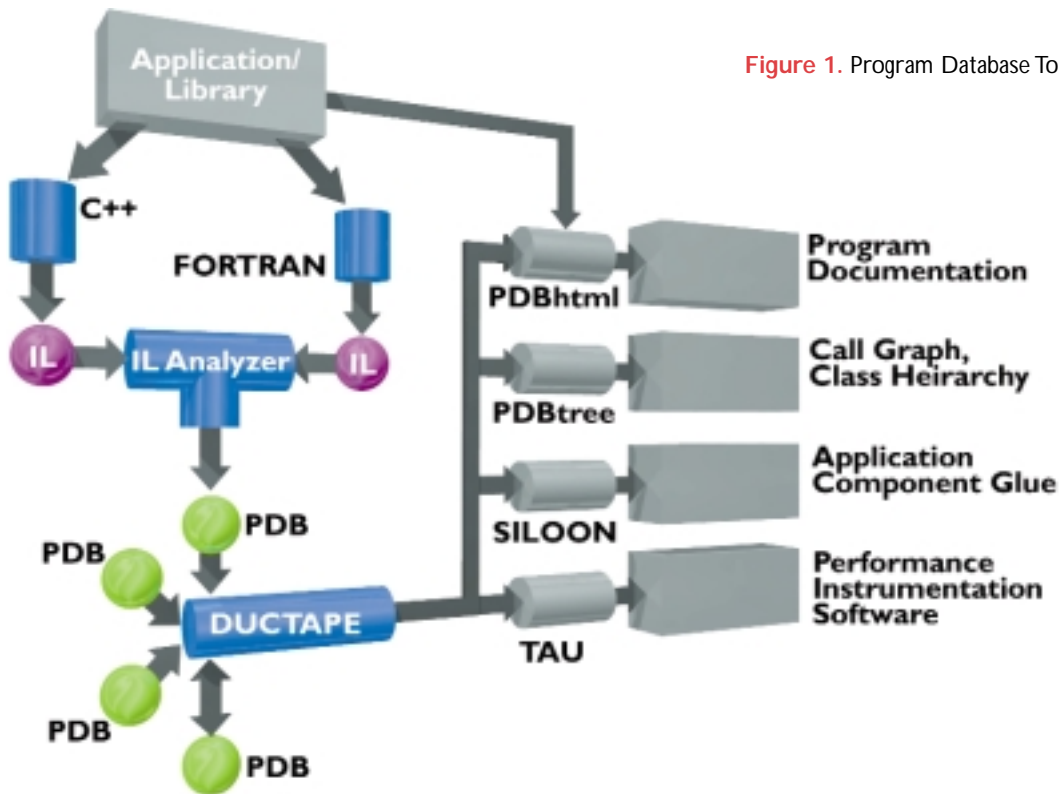 Application/
Library
Figure 1. Program Database To
C++
FORTRAN
IL
IL Analyzer
IL
PDB
PDB
DUCTAPE
PDB
PDB
PDBhtml
Program
Documentation
PDBtree
Call Graph,
Class Heirarchy
SILOON
Application
Component Glue
TAU
Performance
Instrumentation
Software